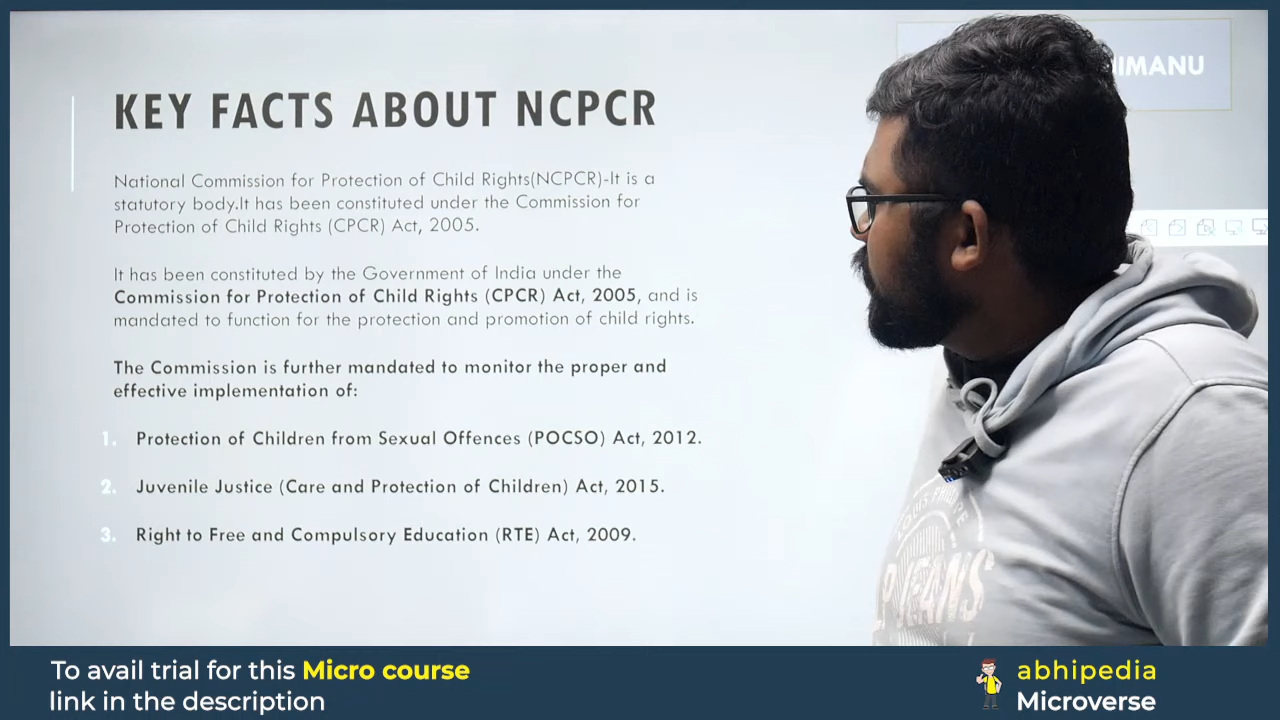 IMANU
KEY FACTS ABOUT NCPCR
National Commission for Protection of Child Rights(NCPCR)-It is a
statutory body.It has been constituted under the Commission for
Protection of Child Rights (CPCR) Act, 2005.
It has been constituted by the Government of India under the
Commission for Protection of Child Rights (CPCR) Act, 2005, and is
mandated to function for the protection and promotion of child rights.
The Commission is further mandated to monitor the proper and
effective implementation of:
1. Protection of Children from Sexual Offences (POCSO) Act, 2012.
2. Juvenile Justice (Care and Protection of Children) Act, 2015.
3. Right to Free and Compulsory Education (RTE) Act, 2009.
To avail trial for this Micro course
link in the description
abhipedia
Microverse